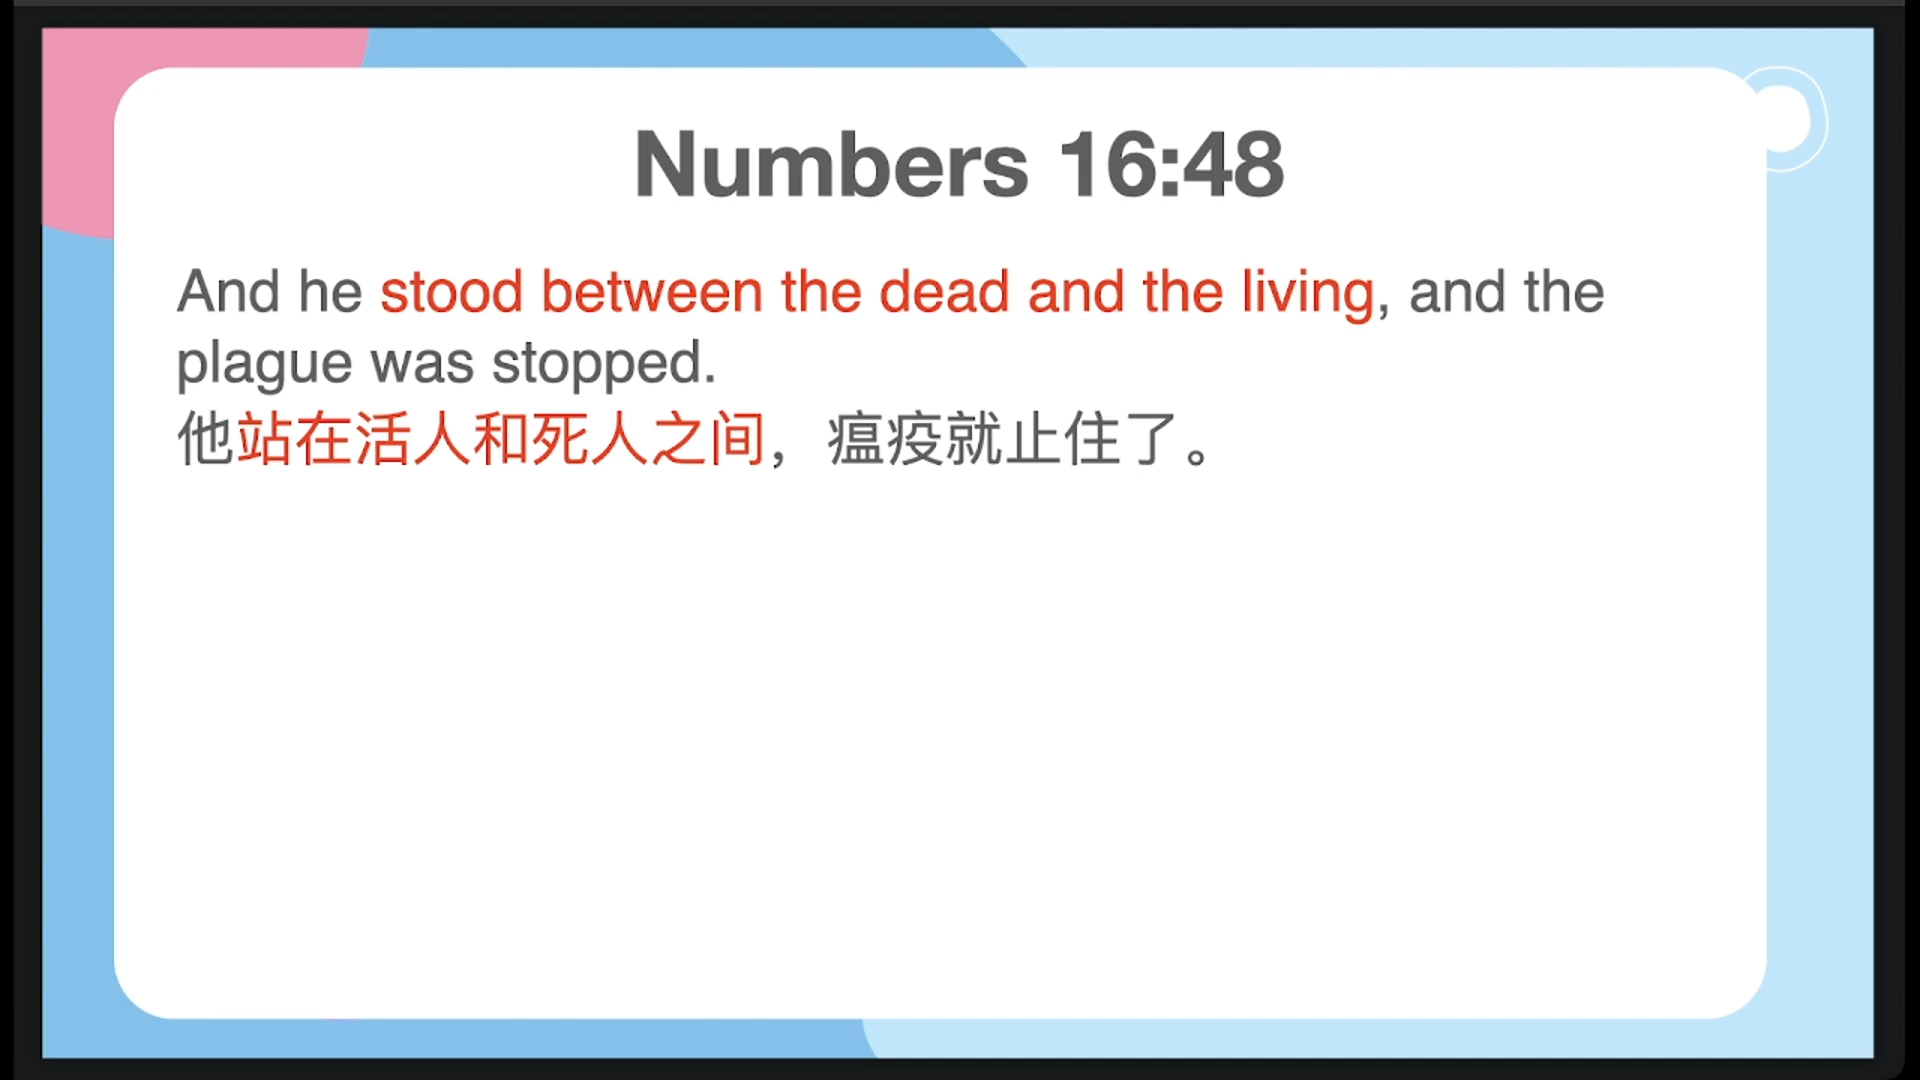 Numbers 16:48
And he stood between the dead and the living, and the
plague was stopped.
他站在活人和死人之间，瘟疫就止住了。